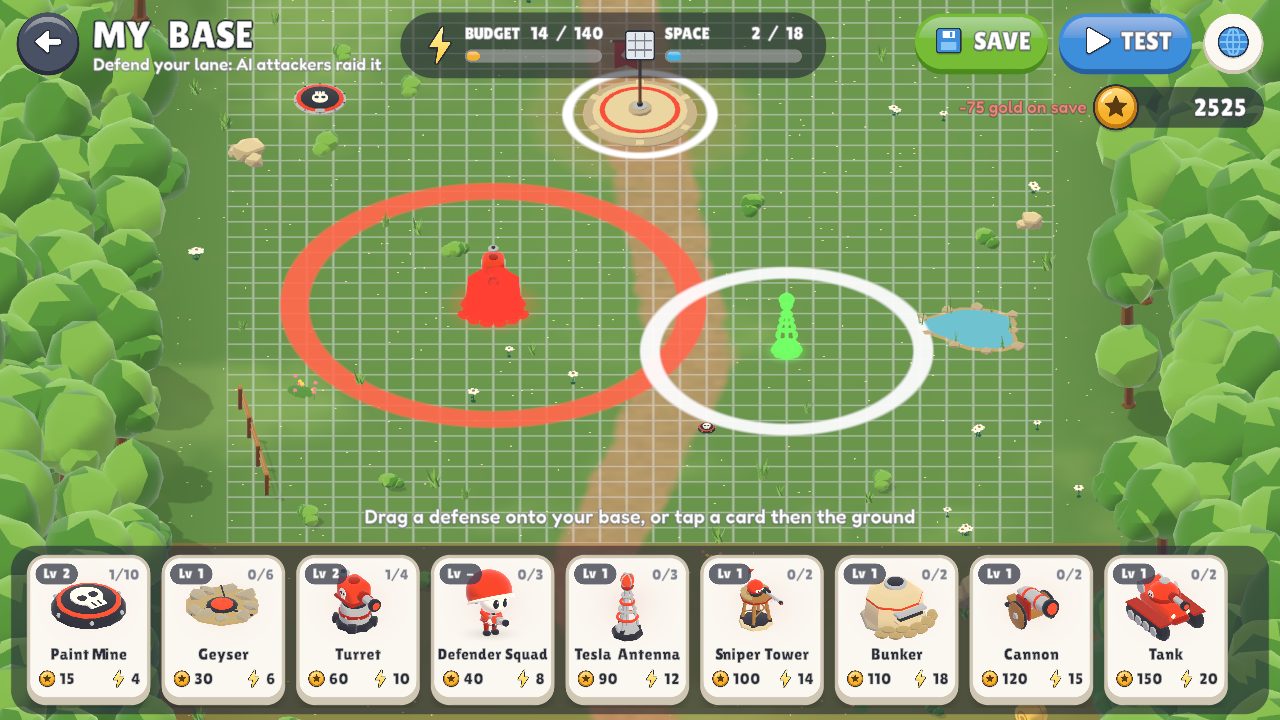 MY BASE
Defend your lane: AI attackers raid it
BUDGET 14 / 140
SPACE 2 / 18
SAVE
TEST
-75 gold on save
2525
Drag a defense onto your base, or tap a card then the ground
Lv 2 1/10
Paint Mine
15 4
Lv 1 0/6
Geyser
30 6
Lv 2 1/4
Turret
60 10
Lv – 0/3
Defender Squad
40 8
Lv 1 0/3
Tesla Antenna
90 12
Lv 1 0/2
Sniper Tower
100 14
Lv 1 0/2
Bunker
110 18
Lv 1 0/2
Cannon
120 15
Lv 1 0/2
Tank
150 20